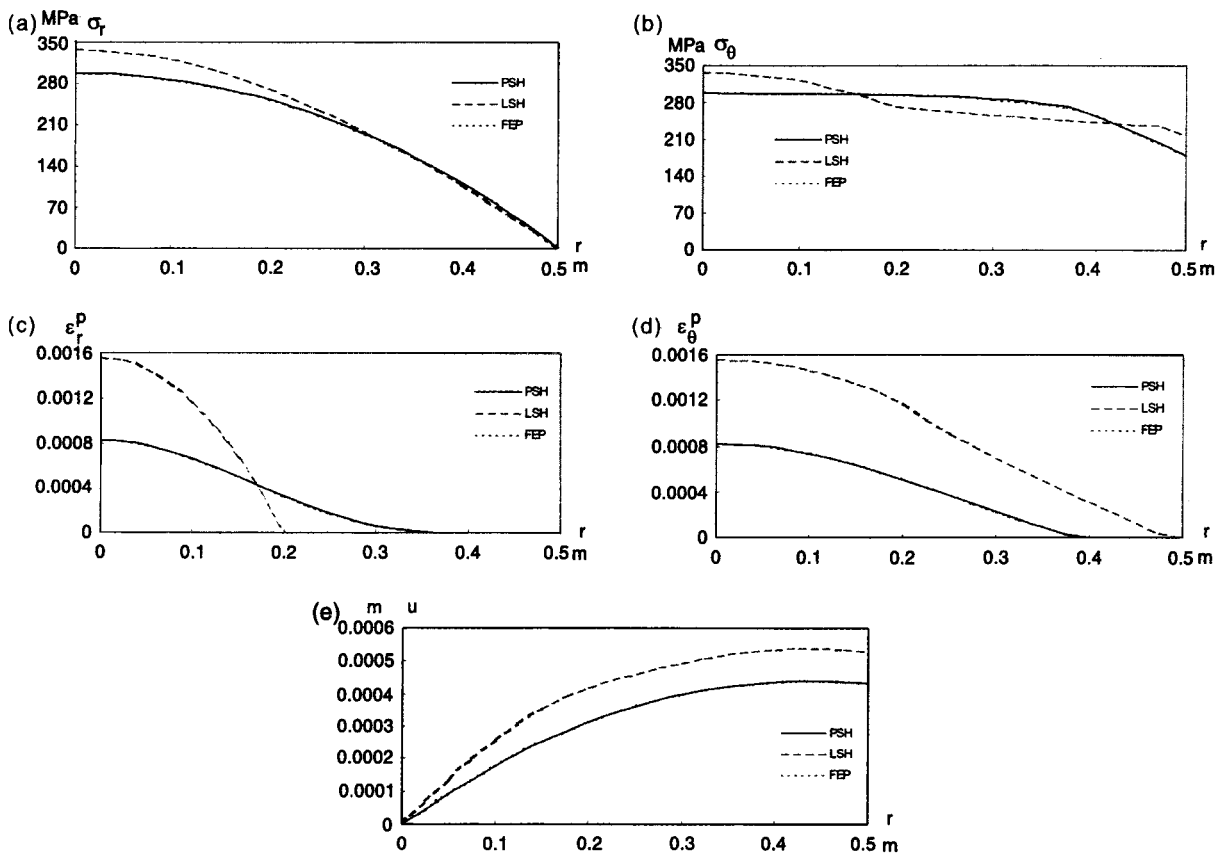 (a) MPa σr
350
280
210
140
70
0
0 0.1 0.2 0.3 0.4 0.5 m
r
PSH
LSH
FEP
(b)
MPa σθ
350
280
210
140
70
0
0 0.1 0.2 0.3 0.4 0.5 m
r
PSH
LSH
FEP
(c) εrp
0.0016
0.0012
0.0008
0.0004
0
0 0.1 0.2 0.3 0.4 0.5 m
r
PSH
LSH
FEP
(d) εθp
0.0016
0.0012
0.0008
0.0004
0
0 0.1 0.2 0.3 0.4 0.5 m
r
PSH
LSH
FEP
(e) m u
0.0006
0.0005
0.0004
0.0003
0.0002
0.0001
0
0 0.1 0.2 0.3 0.4 0.5 m
r
PSH
LSH
FEP